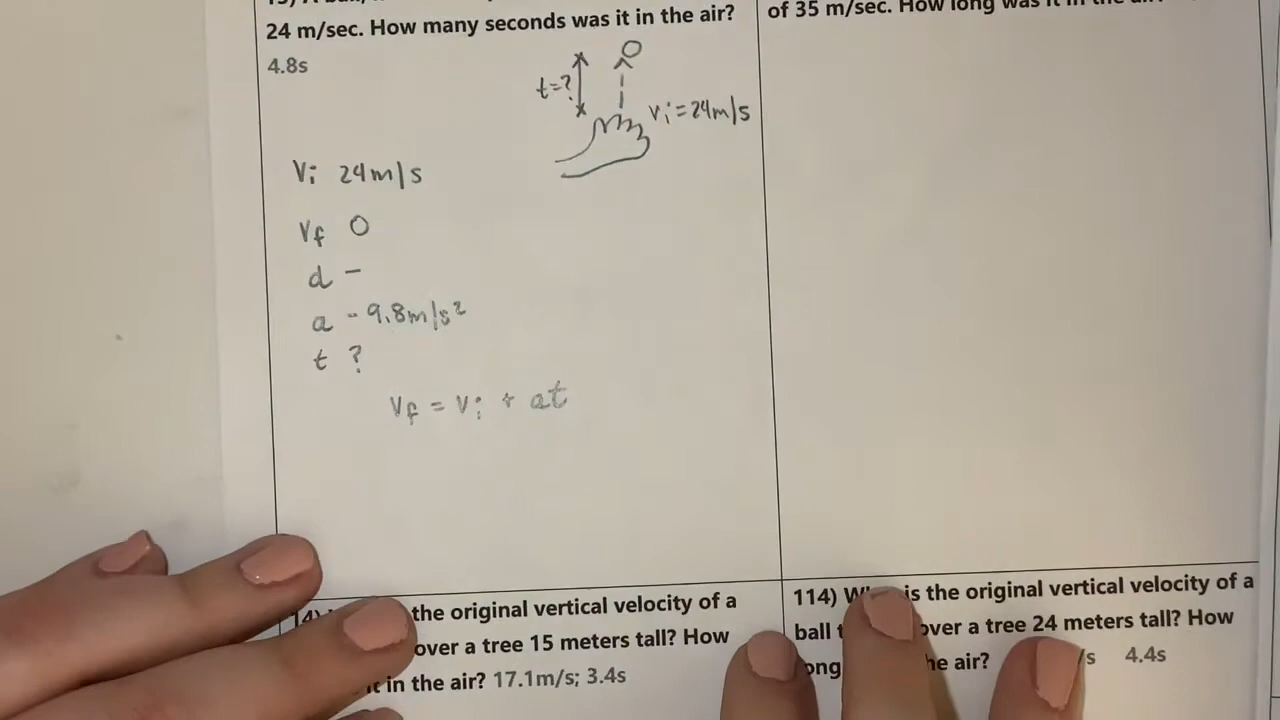 24 m/sec. How many seconds was it in the air?
4.8s
t=?
Vi=24m/s
Vi 24m/s
Vf 0
d -
a -9.8m/s²
t ?
Vf = Vi + at
of 35 m/sec. How long was it in the
the original vertical velocity of a
over a tree 15 meters tall? How
in the air? 17.1m/s; 3.4s
114) is the original vertical velocity of a
ball over a tree 24 meters tall? How
air? 4.4s